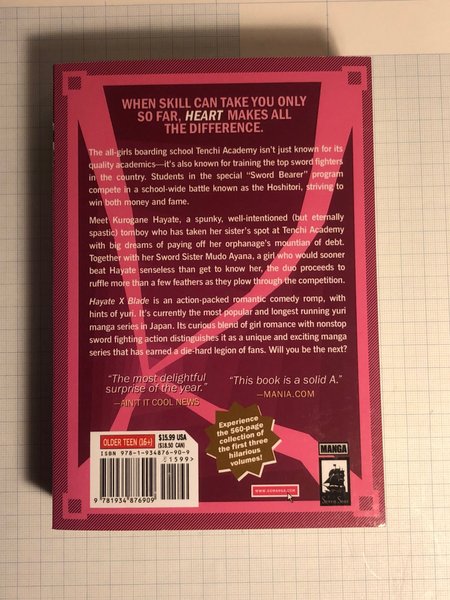 WHEN SKILL CAN TAKE YOU ONLY
SO FAR, HEART MAKES ALL
THE DIFFERENCE.
The all-girls boarding school Tenchi Academy isn't just known for its
quality academics—it's also known for training the top sword fighters
in the country. Students in the special "Sword Bearer" program
compete in a school-wide battle known as the Hoshitori, striving to
win both money and fame.
Meet Kurogane Hayate, a spunky, well-intentioned (but eternally
spastic) tomboy who has taken her sister's spot at Tenchi Academy
with big dreams of paying off her orphanage's mountian of debt.
Together with her Sword Sister Mudo Ayana, a girl who would sooner
beat Hayate senseless than get to know her, the duo proceeds to
ruffle more than a few feathers as they plow through the competition.
Hayate X Blade is an action-packed romantic comedy romp, with
hints of yuri. It's currently the most popular and longest running yuri
manga series in Japan. Its curious blend of girl romance with nonstop
sword fighting action distinguishes it as a unique and exciting manga
series that has earned a die-hard legion of fans. Will you be the next?
"The most delightful
surprise of the year."
—AIN'T IT COOL NEWS
"This book is a solid A."
—MANIA.COM
Experience
the 560-page
collection of
the first three
hilarious
volumes!
OLDER TEEN (16+)
$15.99 USA
($18.50 CAN)
ISBN 978-1-934876-90-9
51599>
9 781934 876909
WWW.GOMANGA.COM
MANGA
Seven Seas